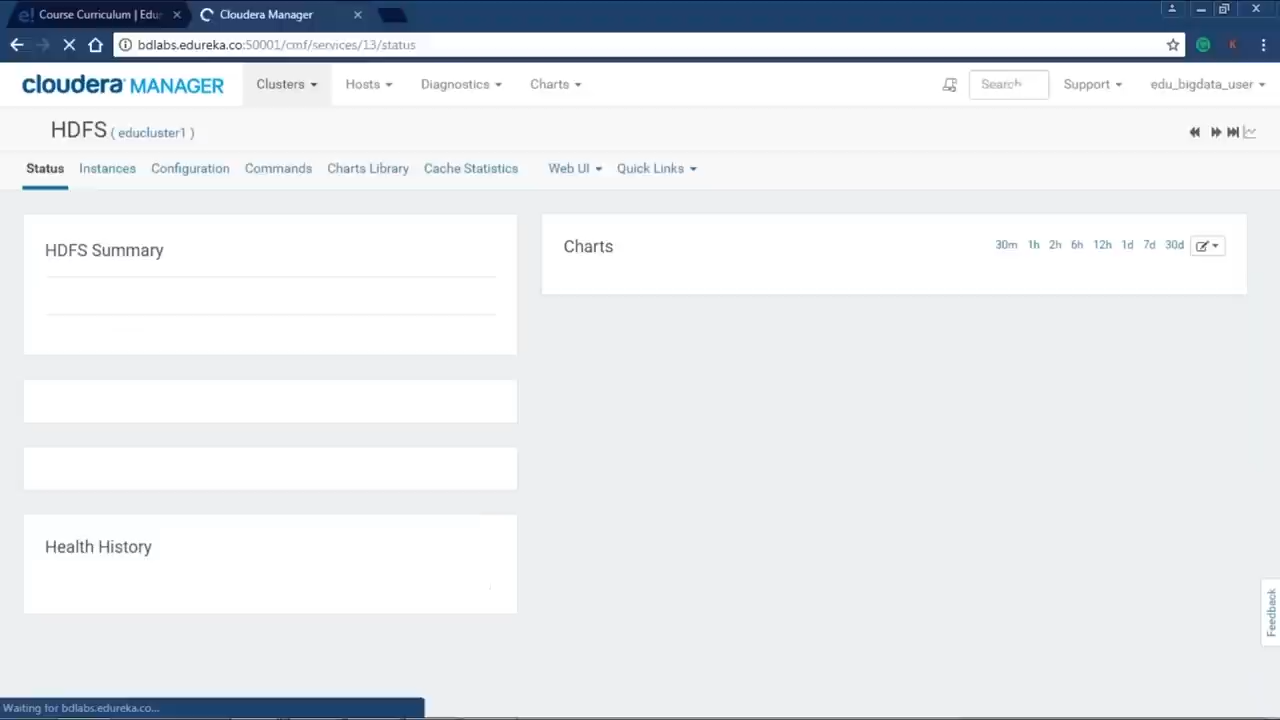 Course Curriculum | Edu
Cloudera Manager
bdlabs.edureka.co:50001/cmf/services/13/status
cloudera MANAGER
Clusters
Hosts
Diagnostics
Charts
Search
Support
edu_bigdata_user
HDFS ( educluster1 )
Status
Instances
Configuration
Commands
Charts Library
Cache Statistics
Web UI
Quick Links
HDFS Summary
Charts
30m 1h 2h 6h 12h 1d 7d 30d
Health History
Feedback
Waiting for bdlabs.edureka.co...